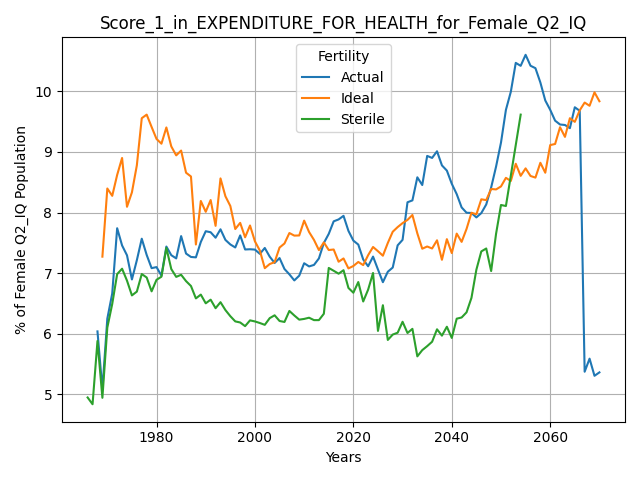 Score_1_in_EXPENDITURE_FOR_HEALTH_for_Female_Q2_IQ
Fertility
Actual
Ideal
Sterile
% of Female Q2_IQ Population
10
9
8
7
6
5
1980
2000
2020
2040
2060
Years